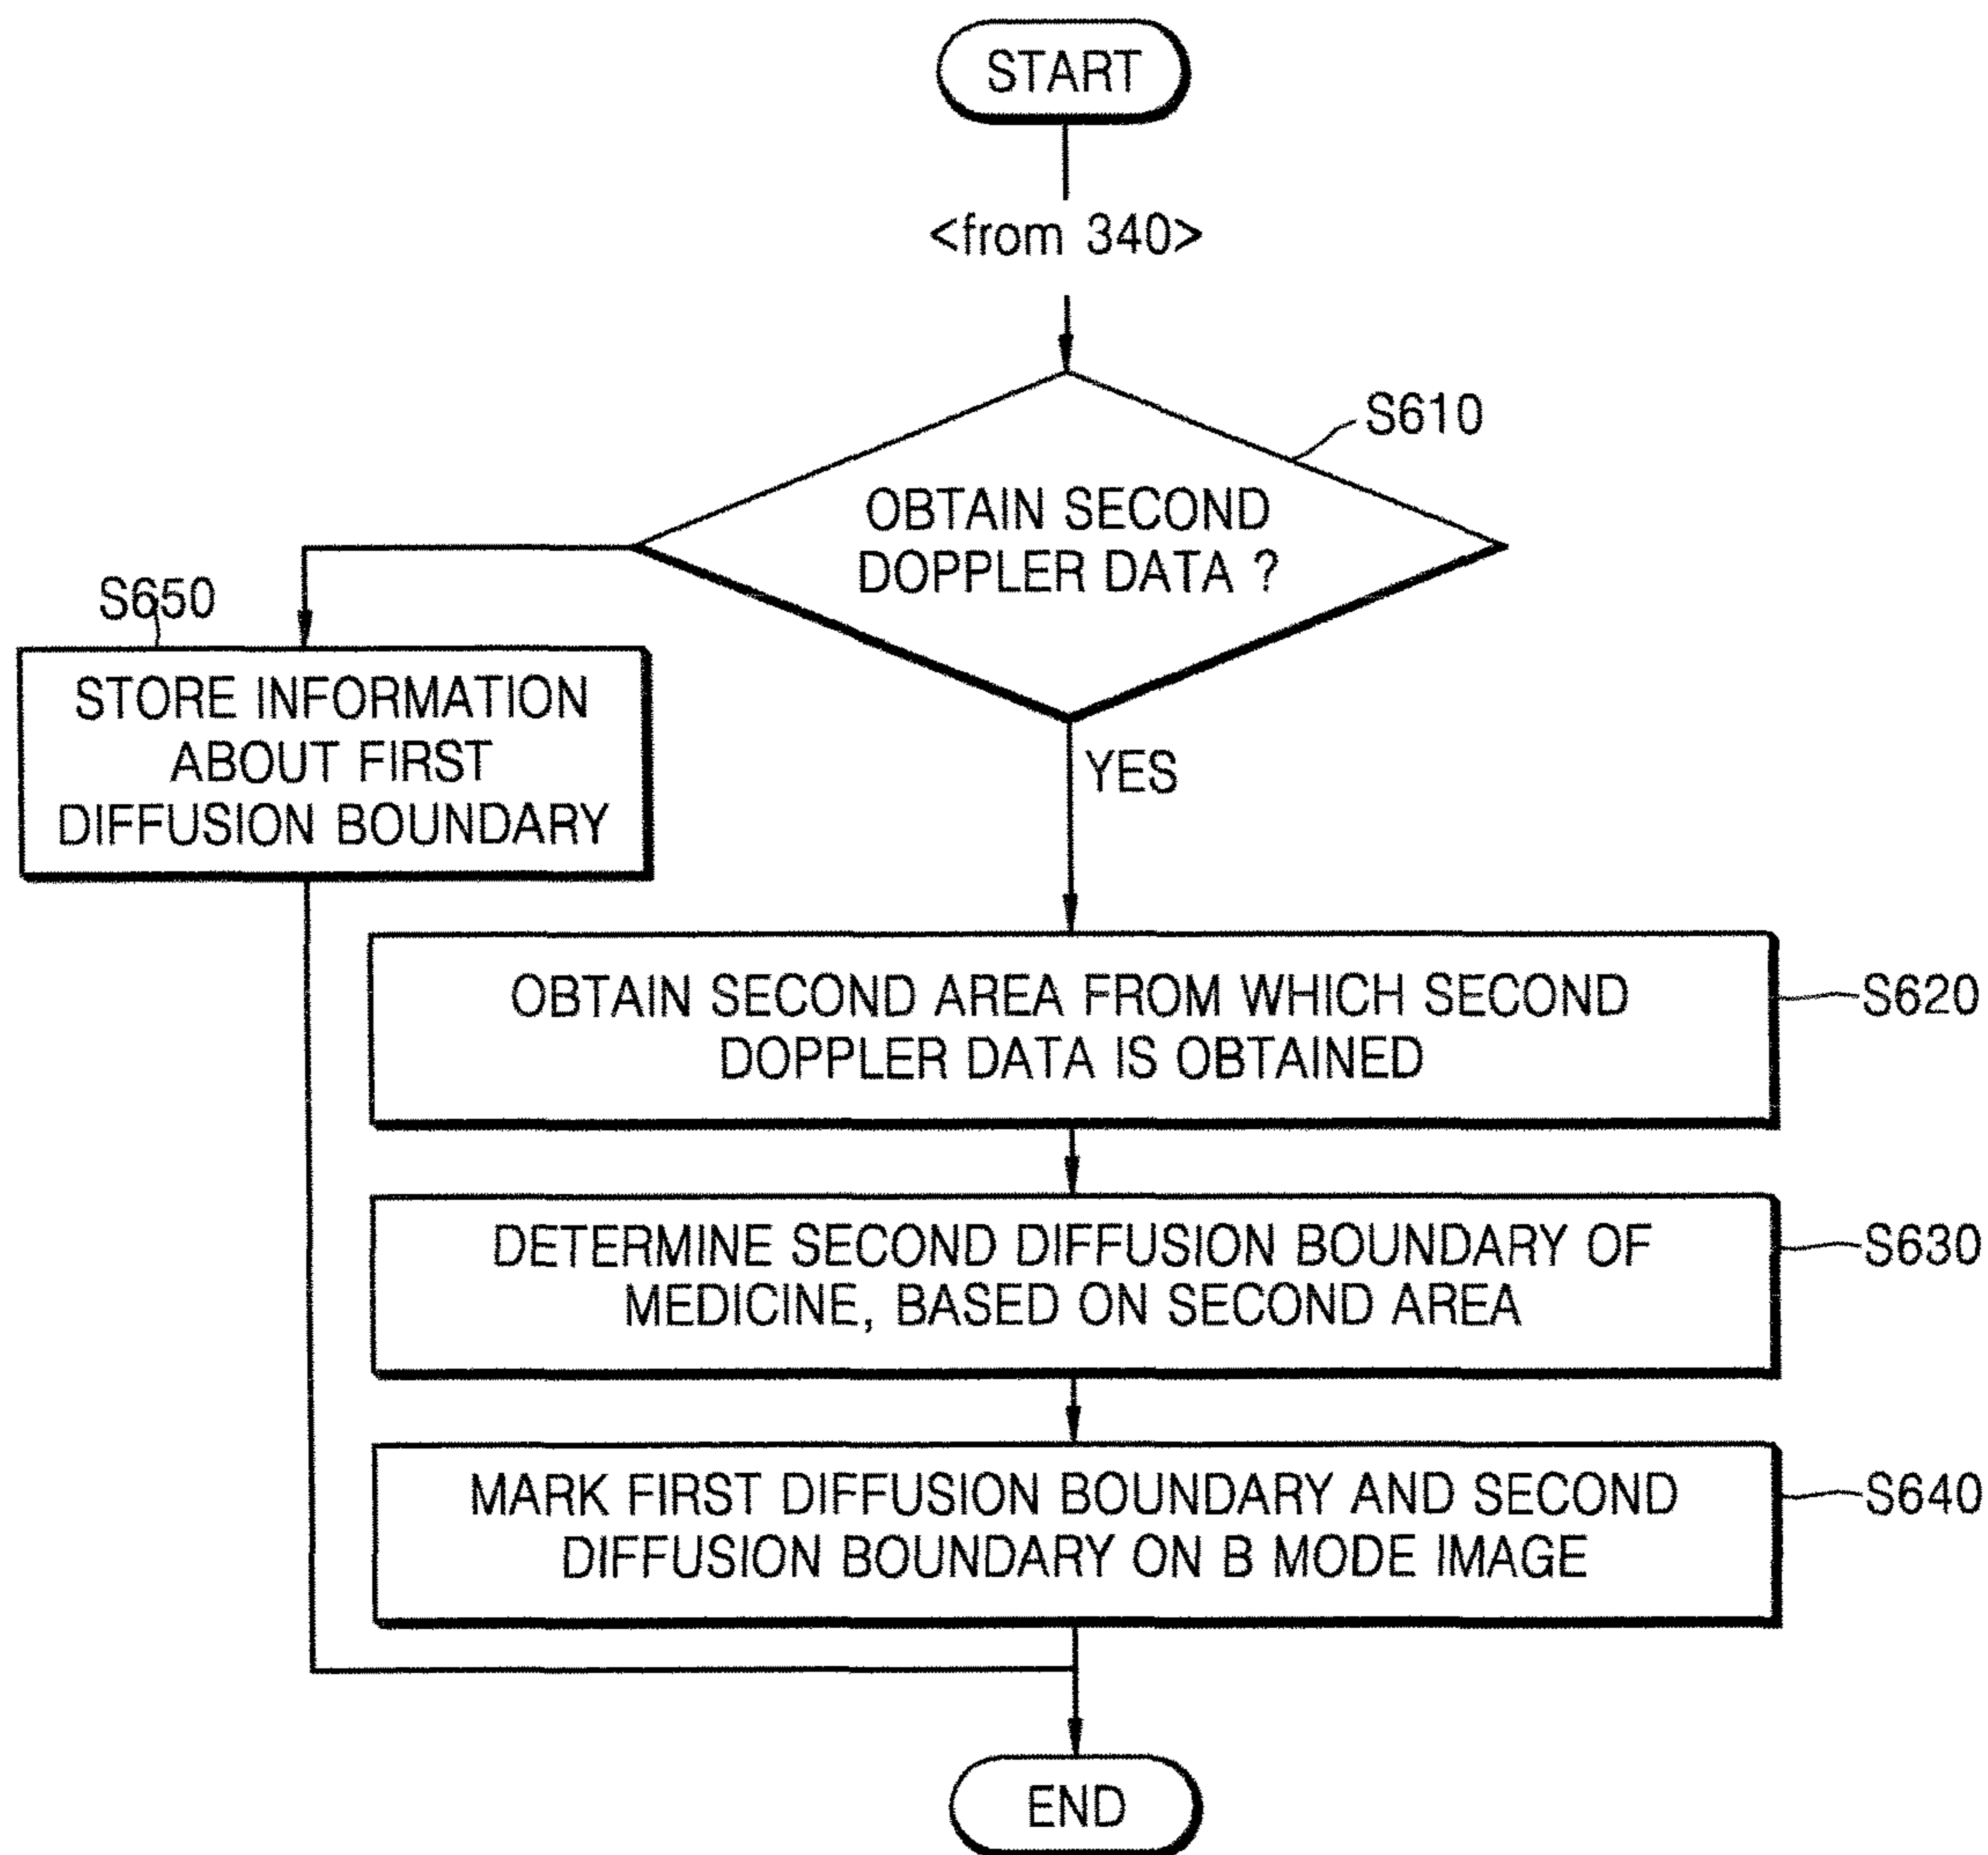 START
<from 340>
S610
OBTAIN SECOND
DOPPLER DATA ?
S650
STORE INFORMATION
ABOUT FIRST
DIFFUSION BOUNDARY
YES
OBTAIN SECOND AREA FROM WHICH SECOND
DOPPLER DATA IS OBTAINED
S620
DETERMINE SECOND DIFFUSION BOUNDARY OF
MEDICINE, BASED ON SECOND AREA
S630
MARK FIRST DIFFUSION BOUNDARY AND SECOND
DIFFUSION BOUNDARY ON B MODE IMAGE
S640
END